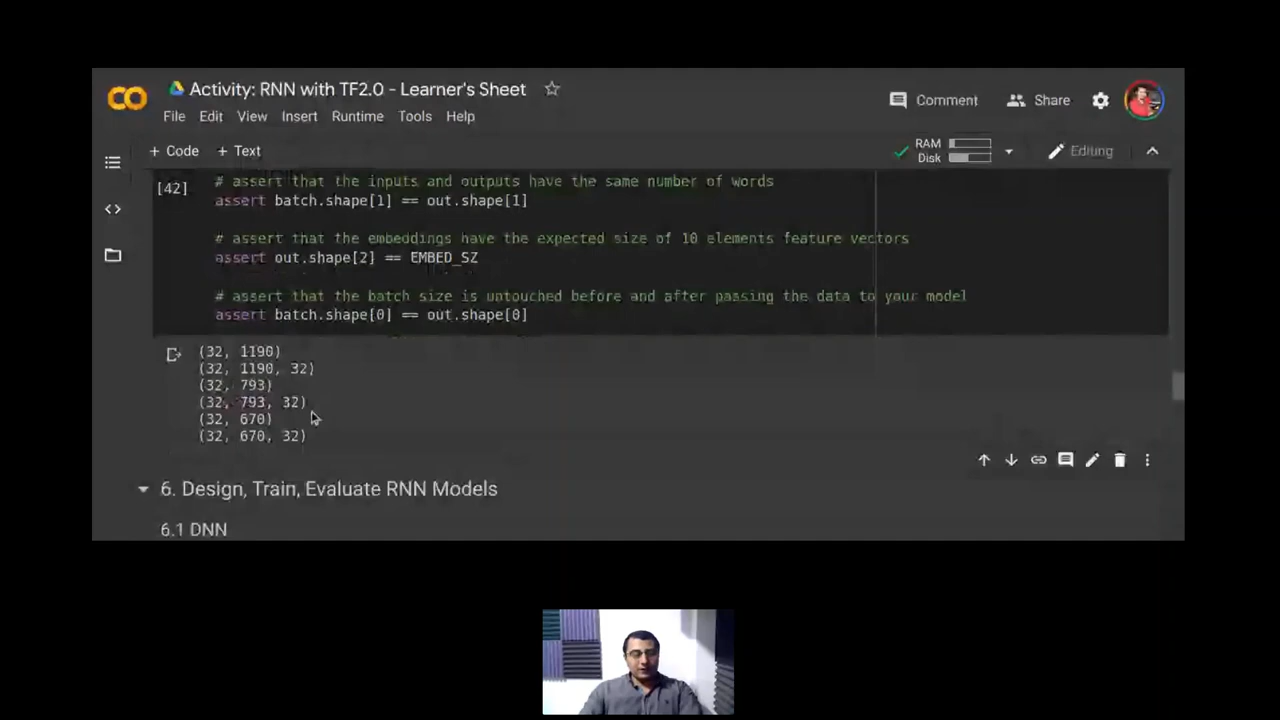 Activity: RNN with TF2.0 - Learner's Sheet
Comment
Share
File Edit View Insert Runtime Tools Help
+ Code + Text
RAM
Disk
Editing
[42]
# assert that the inputs and outputs have the same number of words
assert batch.shape[1] == out.shape[1]
# assert that the embeddings have the expected size of 10 elements feature vectors
assert out.shape[2] == EMBED_SZ
# assert that the batch size is untouched before and after passing the data to your model
assert batch.shape[0] == out.shape[0]
(32, 1190)
(32, 1190, 32)
(32, 793)
(32, 793, 32)
(32, 670)
(32, 670, 32)
6. Design, Train, Evaluate RNN Models
6.1 DNN